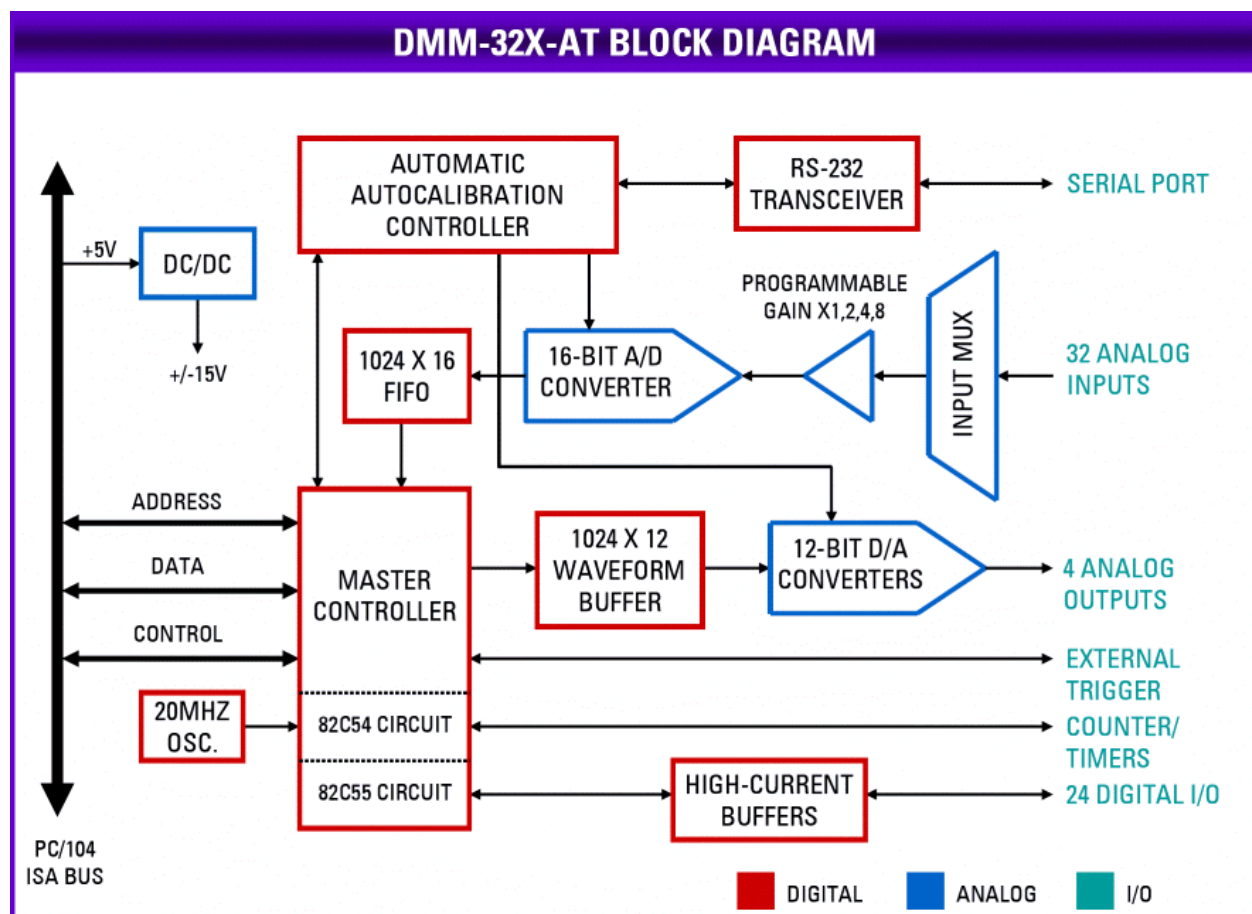 DMM-32X-AT BLOCK DIAGRAM
AUTOMATIC
AUTOCALIBRATION
CONTROLLER
RS-232
TRANSCEIVER
SERIAL PORT
+5V
DC/DC
+/-15V
PROGRAMMABLE
GAIN X1,2,4,8
1024 X 16
FIFO
16-BIT A/D
CONVERTER
INPUT MUX
32 ANALOG
INPUTS
ADDRESS
DATA
CONTROL
MASTER
CONTROLLER
1024 X 12
WAVEFORM
BUFFER
12-BIT D/A
CONVERTERS
4 ANALOG
OUTPUTS
EXTERNAL
TRIGGER
20MHZ
OSC.
82C54 CIRCUIT
COUNTER/
TIMERS
82C55 CIRCUIT
HIGH-CURRENT
BUFFERS
24 DIGITAL I/O
PC/104
ISA BUS
DIGITAL
ANALOG
I/O